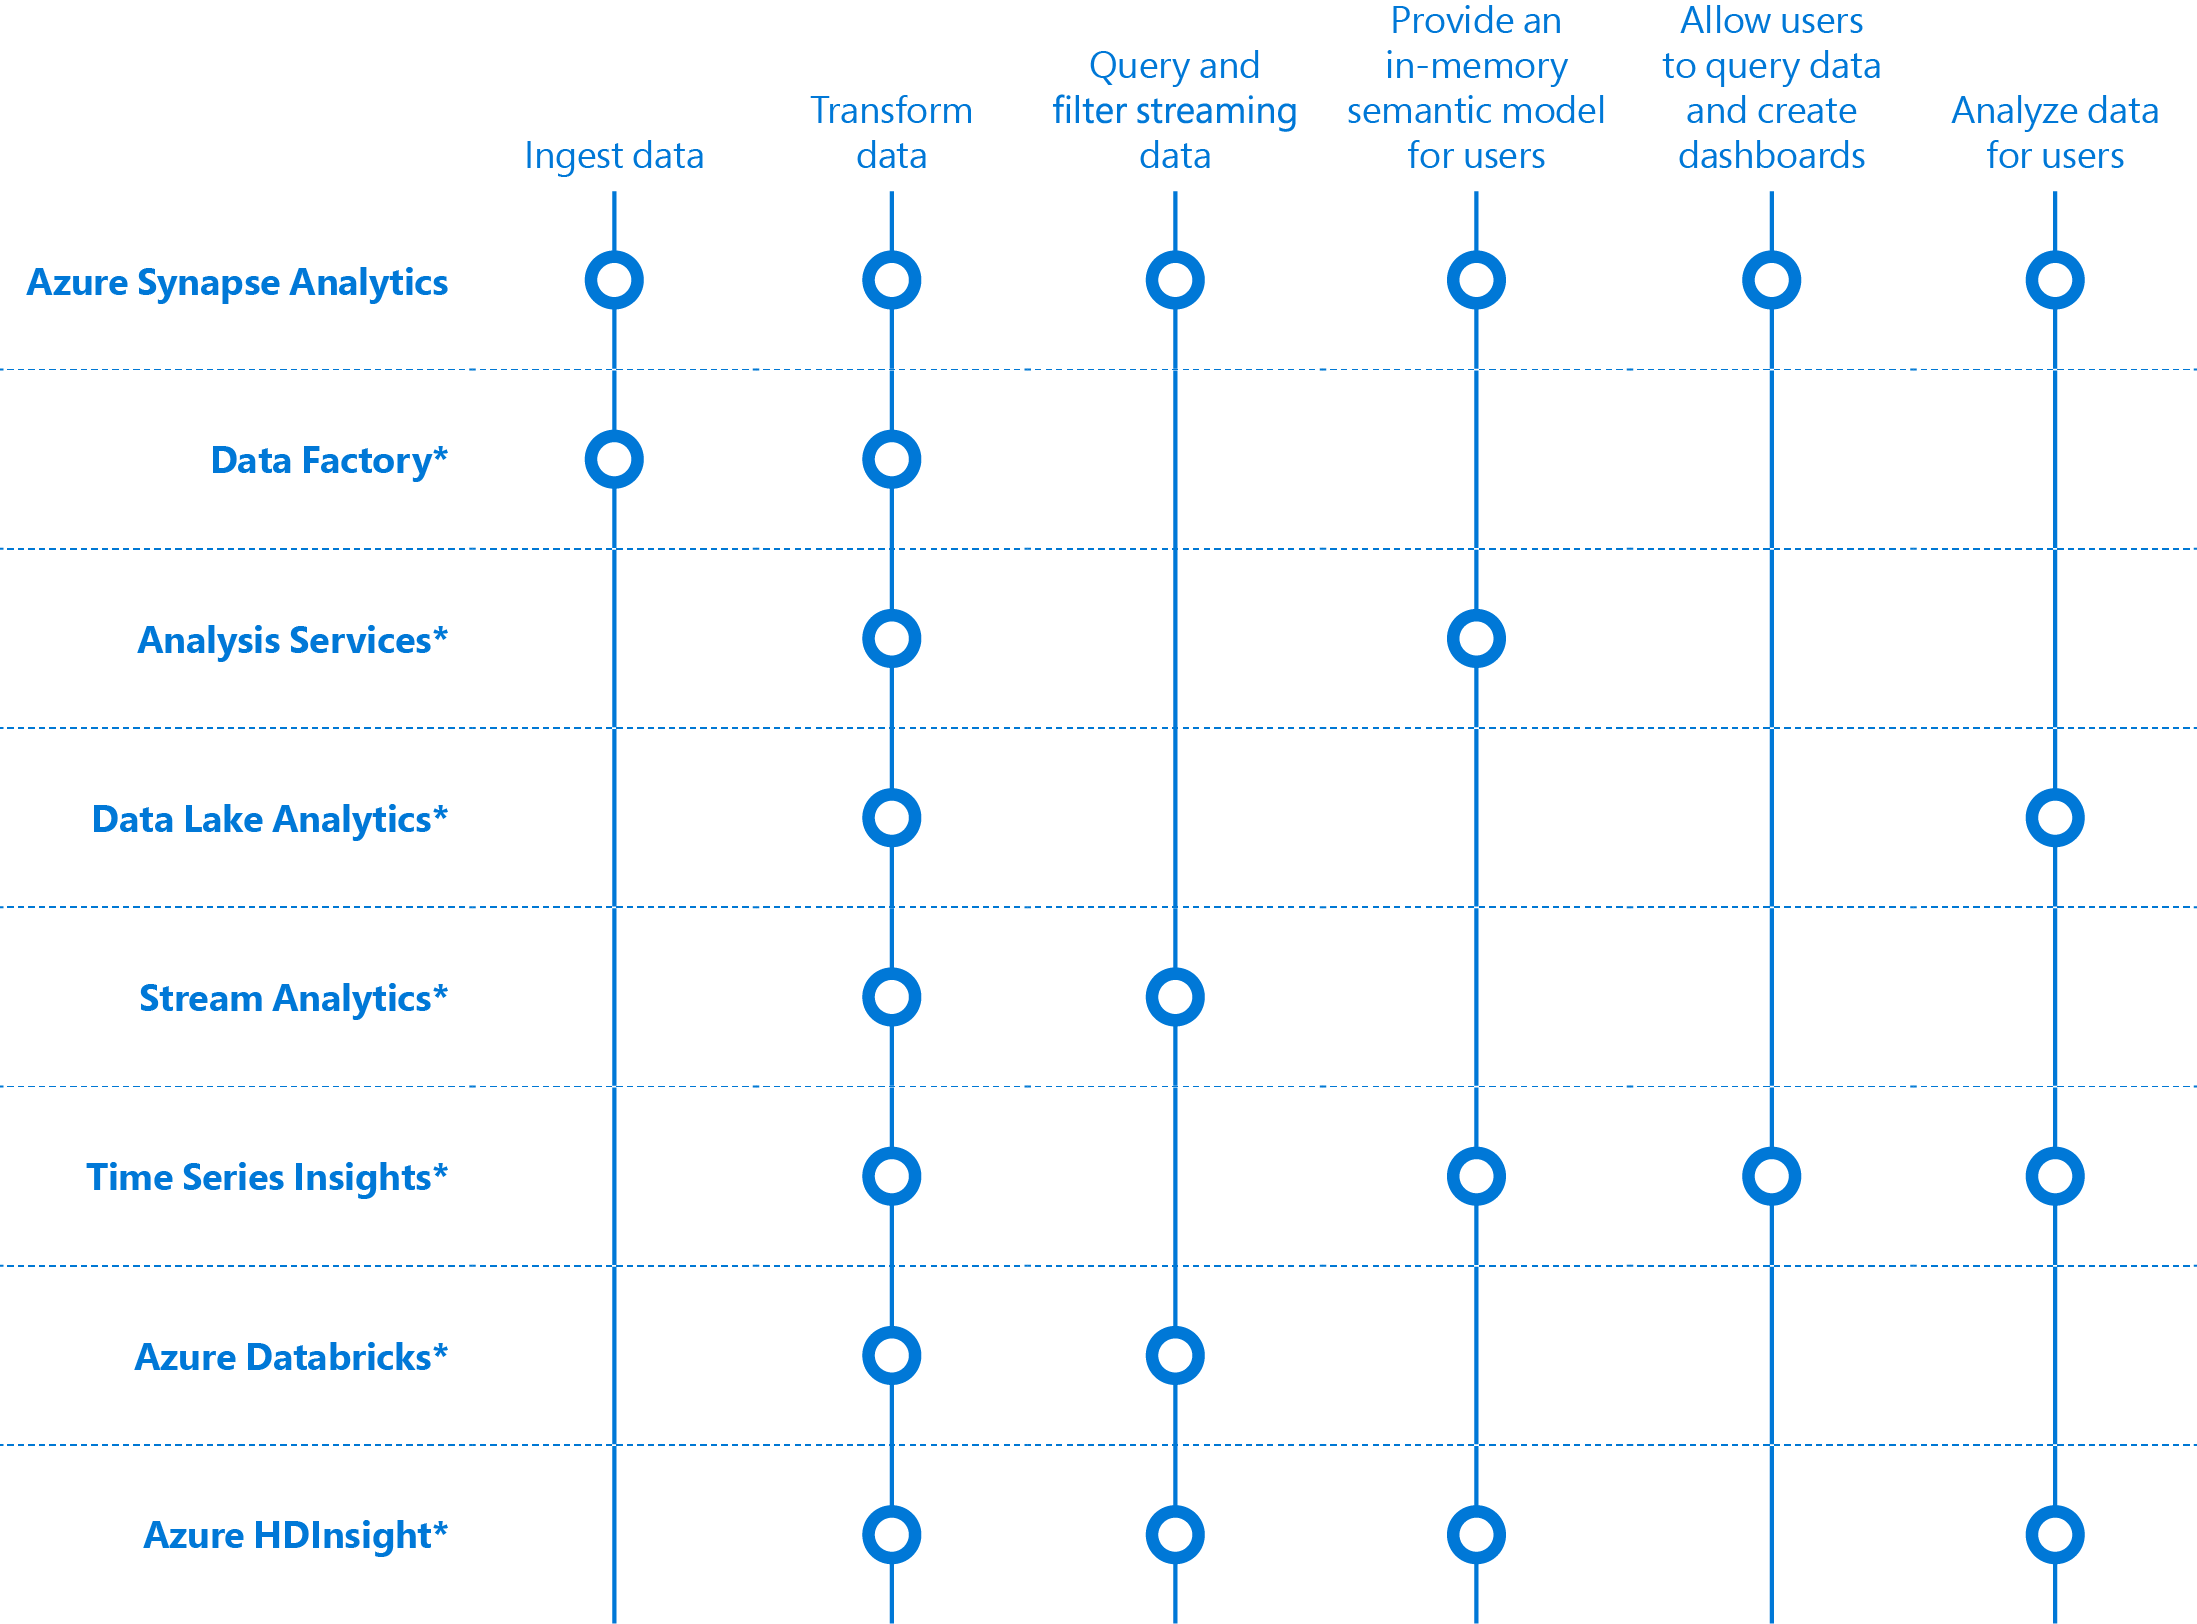 Ingest data
Transform
data
Query and
filter streaming
data
Provide an
in-memory
semantic model
for users
Allow users
to query data
and create
dashboards
Analyze data
for users
Azure Synapse Analytics
Data Factory*
Analysis Services*
Data Lake Analytics*
Stream Analytics*
Time Series Insights*
Azure Databricks*
Azure HDInsight*